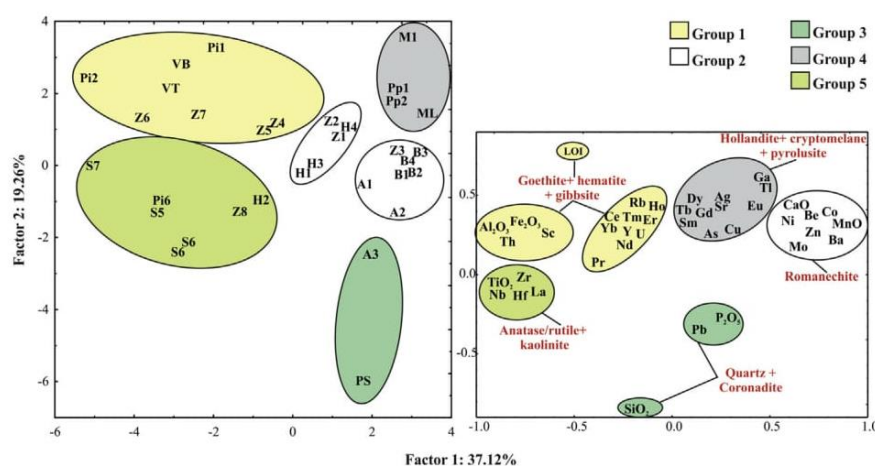 Group 1
Group 2
Group 3
Group 4
Group 5
4
2
0
-2
-4
-6
-6
-4
-2
0
2
4
Factor 2: 19.26%
Factor 1: 37.12%
Pi1
VB
Pi2
VT
Z6
Z7
Z5
Z4
M1
Pp1
Pp2
ML
Z2
H4
Z1
H3
H1
Z3
B3
B4
B1
B2
A1
A2
S7
Pi6
S5
Z8
H2
S6
S6
A3
PS
0.5
0.0
-0.5
-1.0
-0.5
0.0
0.5
1.0
LOI
Goethite+ hematite
+ gibbsite
Hollandite+ cryptomelane
+ pyrolusite
Al₂O₃
Fe₂O₃
Sc
Th
Rb
Ho
Ce
Tm
Er
Yb
Y
U
Nd
Pr
Ga
Tl
Dy
Ag
Tb
Gd
Sr
Eu
Sm
As
Cu
CaO
Ni
Be
Co
MnO
Zn
Ba
Mo
Romanechite
TiO₂
Zr
Nb
Hf
La
Anatase/rutile+
kaolinite
P₂O₅
Pb
Quartz +
Coronadite
SiO₂